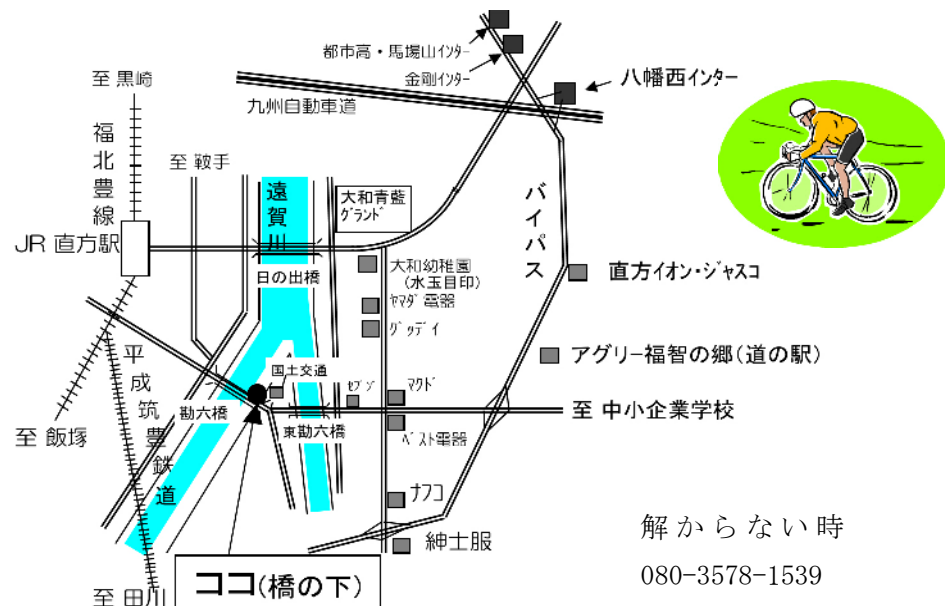 都市高・馬場山インター
金剛インター
八幡西インター
至 黒崎
九州自動車道
福北豊線
至 鞍手
遠賀川
大和青藍
グランド
バイパス
JR 直方駅
日の出橋
大和幼稚園
(水玉目印)
直方イオン・ジャスコ
ヤマダ電器
グッデイ
平成筑豊鉄道
国土交通
アグリー福智の郷(道の駅)
セブン
マクド
至 中小企業学校
勘六橋
東勘六橋
至 飯塚
ベスト電器
ナフコ
紳士服
解からない時
080-3578-1539
ココ(橋の下)
至 田川